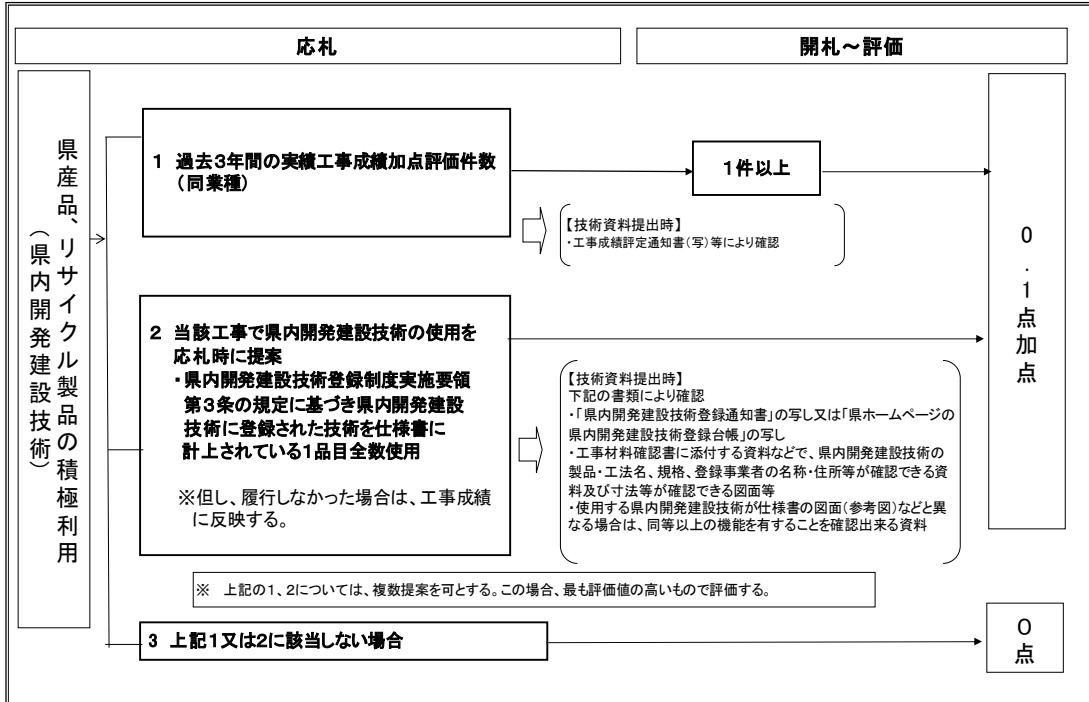 応札
開札~評価
県産品、リサイクル製品の積極利用
（県内開発建設技術）
1 過去3年間の実績工事成績加点評価件数
（同業種）
1件以上
【技術資料提出時】
・工事成績評定通知書（写）等により確認
0.1点加点
2 当該工事で県内開発建設技術の使用を
応札時に提案
・県内開発建設技術登録制度実施要領
第3条の規定に基づき県内開発建設
技術に登録された技術を仕様書に
計上されている1品目全数使用
※但し、履行しなかった場合は、工事成績
に反映する。
【技術資料提出時】
下記の書類により確認
・「県内開発建設技術登録通知書」の写し又は「県ホームページの
県内開発建設技術登録台帳」の写し
・工事材料確認書に添付する資料などで、県内開発建設技術の
製品・工法名、規格、登録事業者の名称・住所等が確認できる資
料及び寸法等が確認できる図面等
・使用する県内開発建設技術が仕様書の図面（参考図）などと異
なる場合は、同等以上の機能を有することを確認出来る資料
※ 上記の1、2については、複数提案を可とする。この場合、最も評価値の高いもので評価する。
3 上記1又は2に該当しない場合
0点